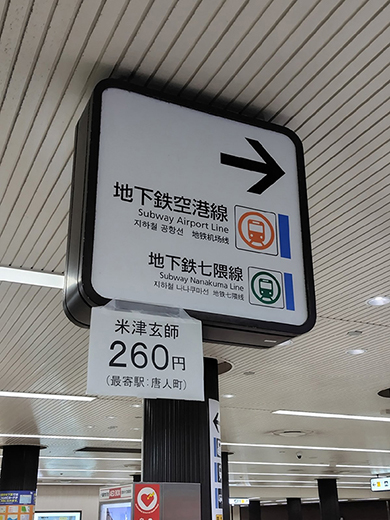 地下鉄空港線
Subway Airport Line
지하철 공항선 地铁机场线
地下鉄七隈線
Subway Nanakuma Line
지하철 나나쿠마선 地铁七隈线
米津玄師
260円
(最寄駅:唐人町)